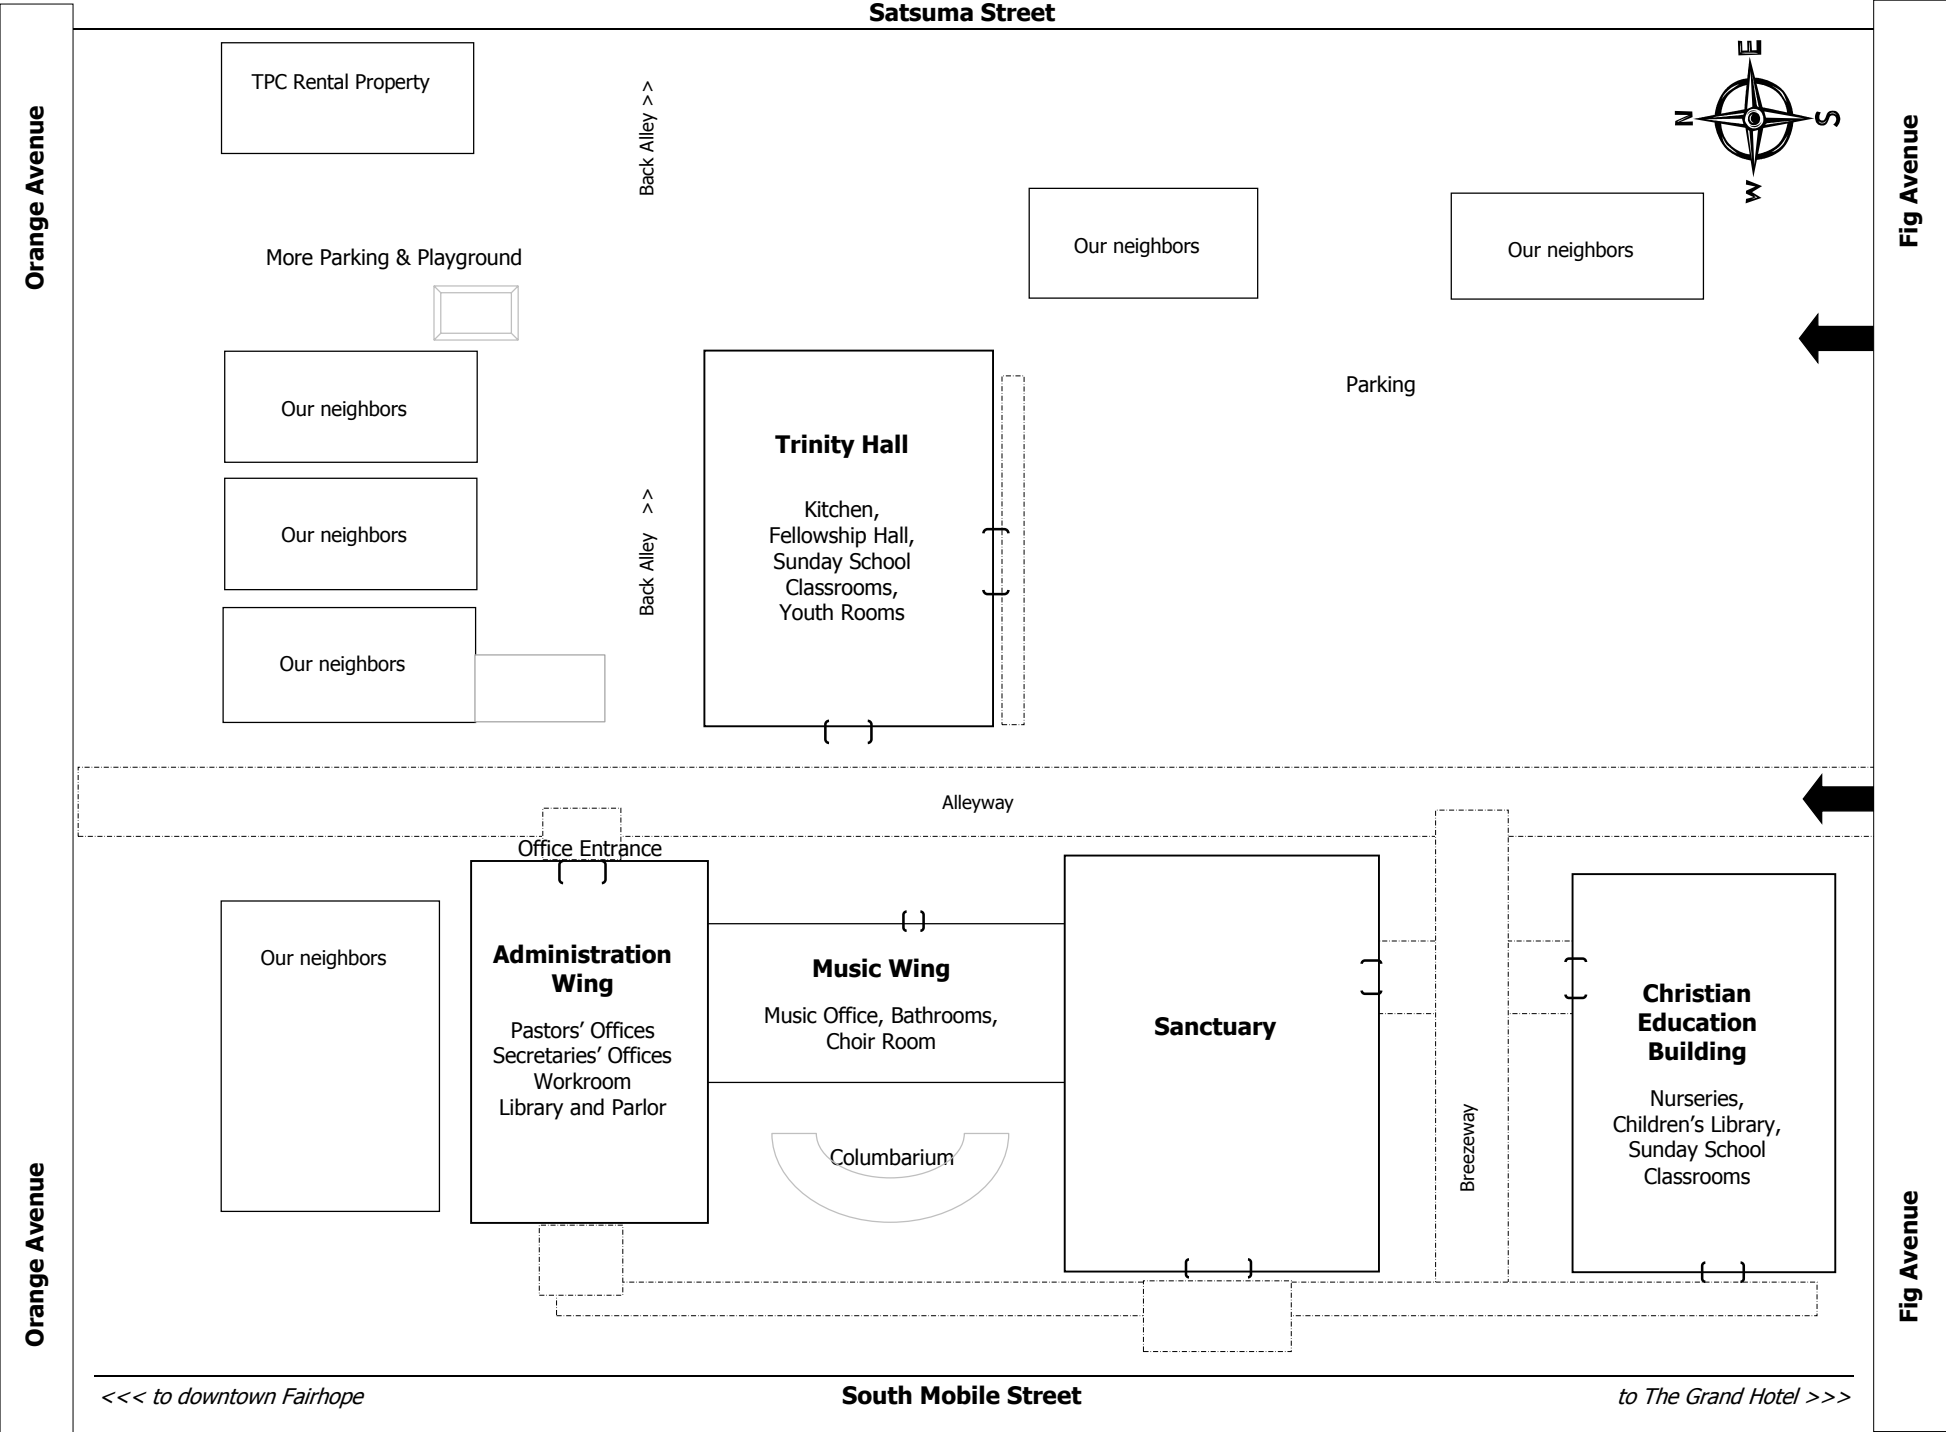 Satsuma Street
TPC Rental Property
Back Alley >>
E
N
S
W
Orange Avenue
Fig Avenue
Our neighbors
Our neighbors
More Parking & Playground
Our neighbors
Parking
Trinity Hall
Kitchen,
Fellowship Hall,
Sunday School
Classrooms,
Youth Rooms
Our neighbors
Back Alley >>
Our neighbors
Alleyway
Office Entrance
Our neighbors
Administration
Wing
Pastors’ Offices
Secretaries’ Offices
Workroom
Library and Parlor
Music Wing
Music Office, Bathrooms,
Choir Room
Columbarium
Sanctuary
Breezeway
Christian
Education
Building
Nurseries,
Children’s Library,
Sunday School
Classrooms
Orange Avenue
Fig Avenue
<<< to downtown Fairhope
South Mobile Street
to The Grand Hotel >>>